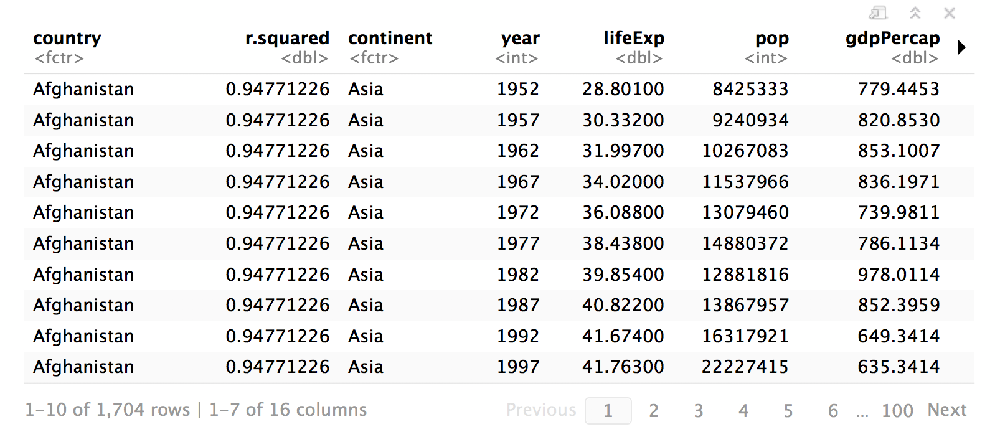 country r.squared continent year lifeExp pop gdpPercap
<fctr> <dbl> <fctr> <int> <dbl> <int> <dbl>
Afghanistan 0.94771226 Asia 1952 28.80100 8425333 779.4453
Afghanistan 0.94771226 Asia 1957 30.33200 9240934 820.8530
Afghanistan 0.94771226 Asia 1962 31.99700 10267083 853.1007
Afghanistan 0.94771226 Asia 1967 34.02000 11537966 836.1971
Afghanistan 0.94771226 Asia 1972 36.08800 13079460 739.9811
Afghanistan 0.94771226 Asia 1977 38.43800 14880372 786.1134
Afghanistan 0.94771226 Asia 1982 39.85400 12881816 978.0114
Afghanistan 0.94771226 Asia 1987 40.82200 13867957 852.3959
Afghanistan 0.94771226 Asia 1992 41.67400 16317921 649.3414
Afghanistan 0.94771226 Asia 1997 41.76300 22227415 635.3414
1–10 of 1,704 rows | 1–7 of 16 columns Previous 1 2 3 4 5 6 ... 100 Next